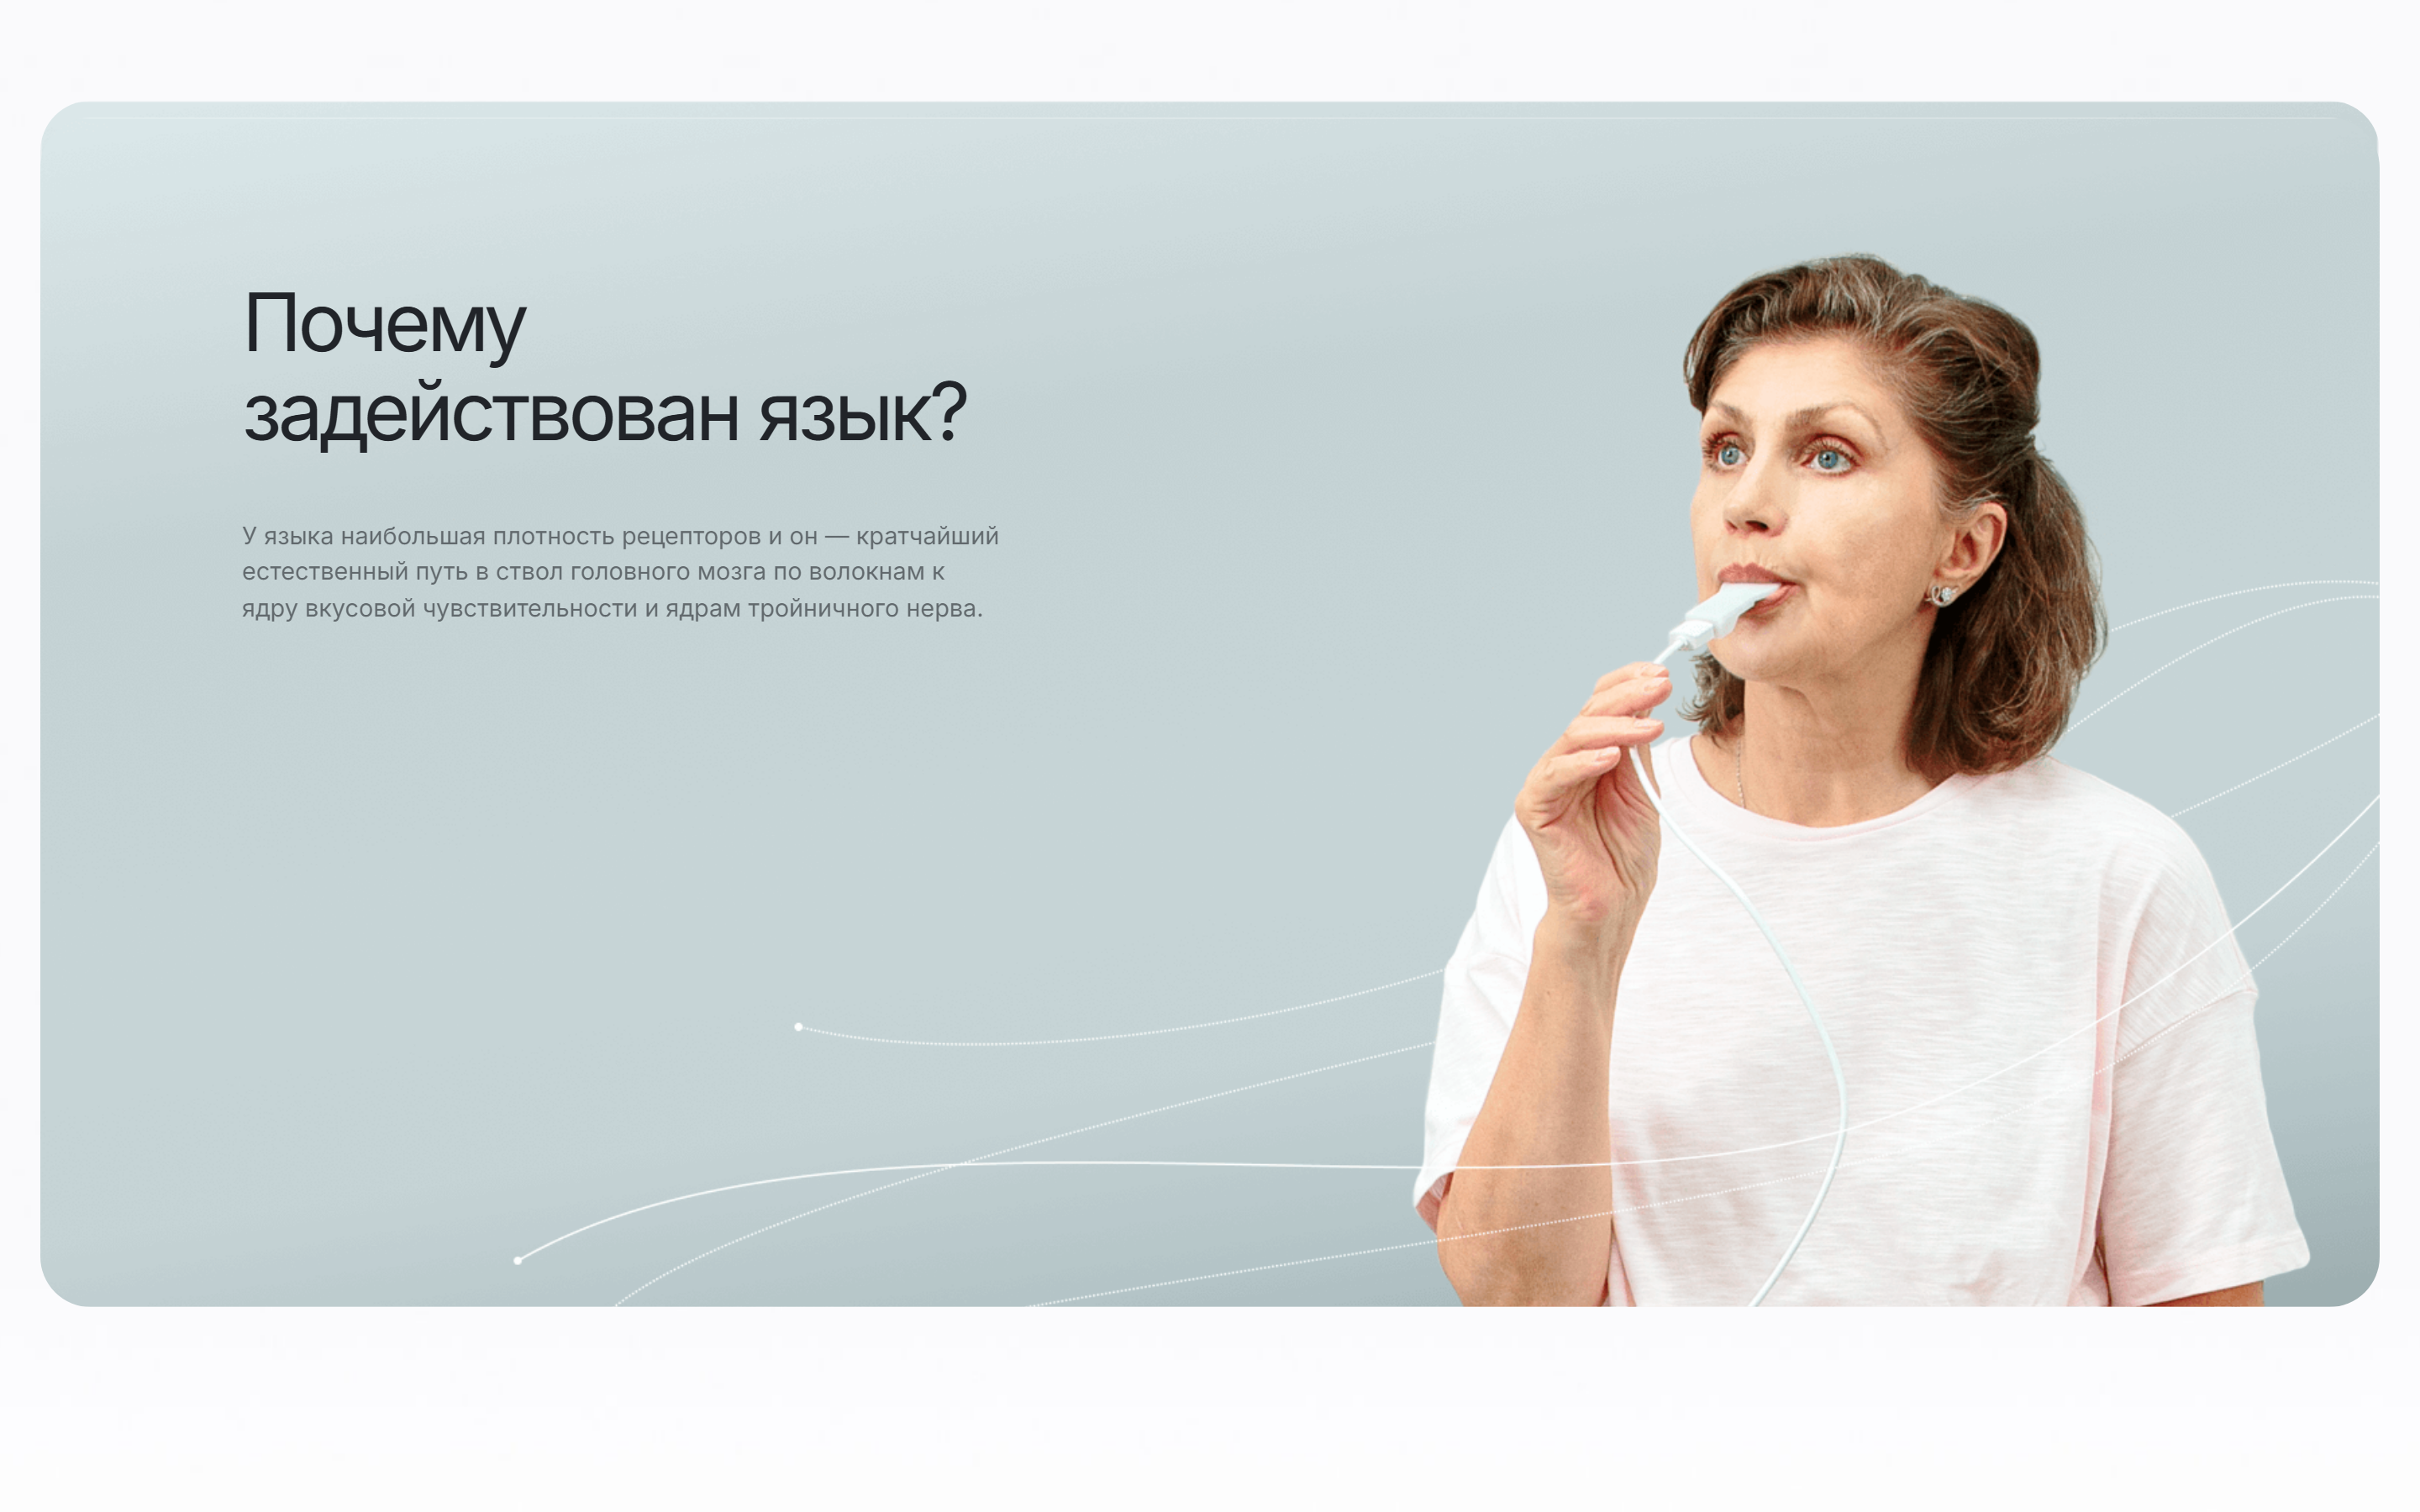 Почему
задействован язык?
У языка наибольшая плотность рецепторов и он — кратчайший
естественный путь в ствол головного мозга по волокнам к
ядру вкусовой чувствительности и ядрам тройничного нерва.